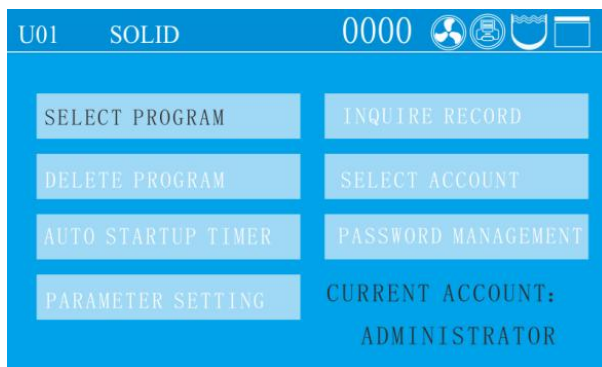 U01 SOLID 0000
SELECT PROGRAM
INQUIRE RECORD
DELETE PROGRAM
SELECT ACCOUNT
AUTO STARTUP TIMER
PASSWORD MANAGEMENT
PARAMETER SETTING
CURRENT ACCOUNT:
ADMINISTRATOR